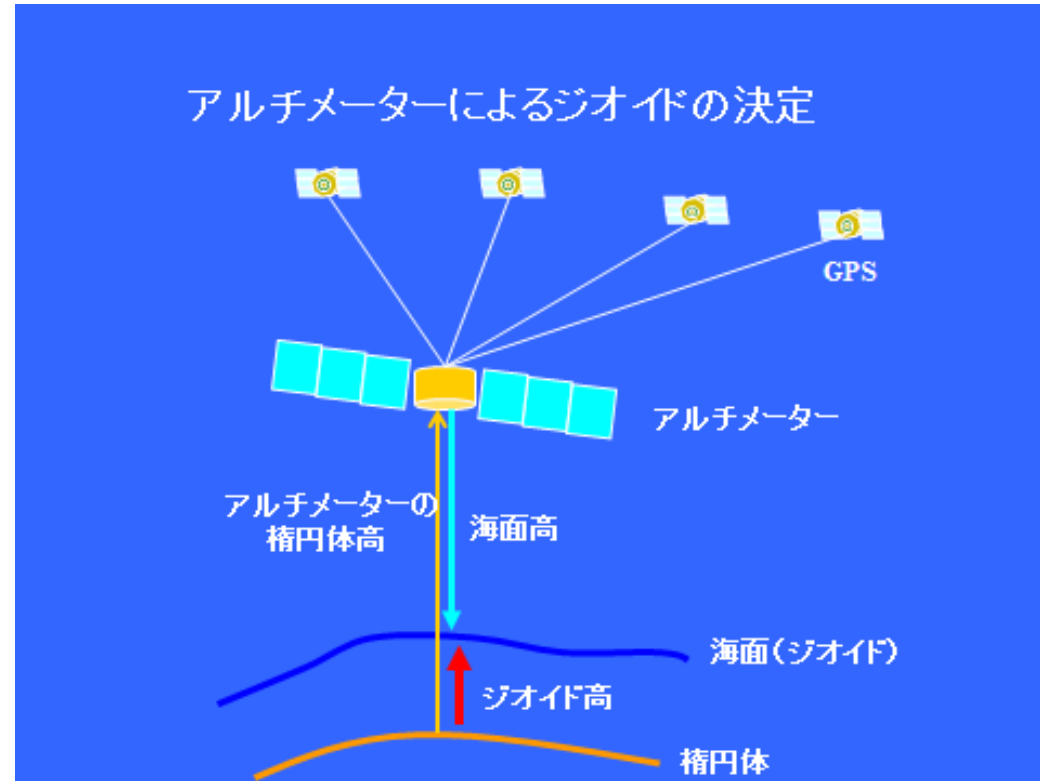 アルチメーターによるジオイドの決定
GPS
アルチメーター
アルチメーターの
楕円体高
海面高
海面(ジオイド)
ジオイド高
楕円体